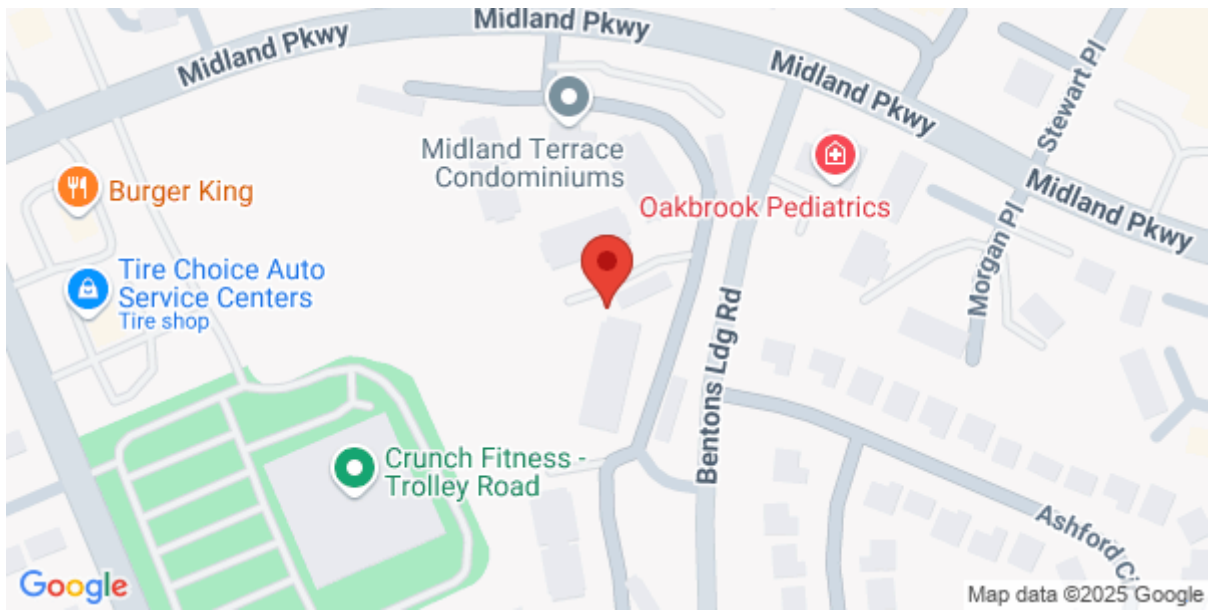 Midland Pkwy
Midland Pkwy
Midland Pkwy
Stewart Pl
Midland Terrace
Condominiums
Burger King
Oakbrook Pediatrics
Midland Pkwy
Morgan Pl
Tire Choice Auto
Service Centers
Tire shop
Bentons Ldg Rd
Crunch Fitness -
Trolley Road
Ashford Ci
Google
Map data ©2025 Google